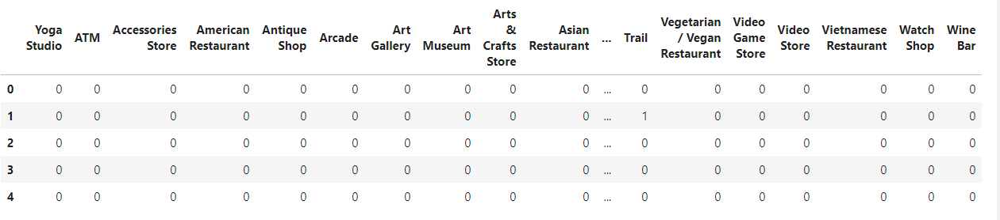 Yoga Studio ATM Accessories Store American Restaurant Antique Shop Arcade Art Gallery Art Museum Arts & Crafts Store Asian Restaurant ... Trail Vegetarian / Vegan Restaurant Video Game Store Video Store Vietnamese Restaurant Watch Shop Wine Bar
0 0 0 0 0 0 0 0 0 0 0 ... 0 0 0 0 0 0 0
1 0 0 0 0 0 0 0 0 0 0 ... 1 0 0 0 0 0 0
2 0 0 0 0 0 0 0 0 0 0 ... 0 0 0 0 0 0 0
3 0 0 0 0 0 0 0 0 0 0 ... 0 0 0 0 0 0 0
4 0 0 0 0 0 0 0 0 0 0 ... 0 0 0 0 0 0 0